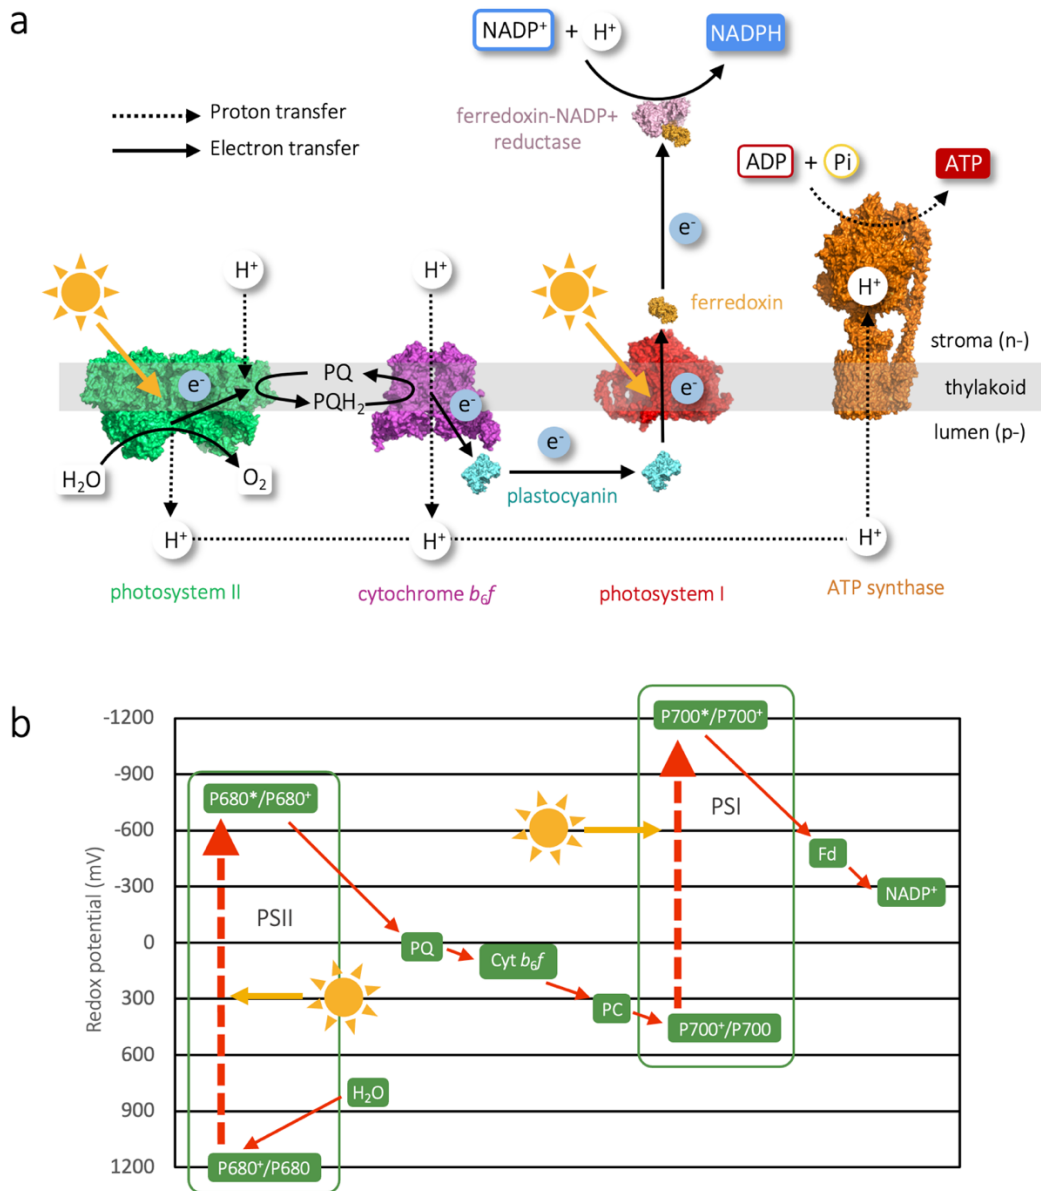 a
NADP⁺ + H⁺ NADPH
Proton transfer
Electron transfer
ferredoxin-NADP+
reductase
ADP + Pi ATP
e⁻
H⁺ H⁺
H⁺
ferredoxin
stroma (n-)
e⁻ PQ e⁻
thylakoid
PQH₂ e⁻
lumen (p-)
e⁻
H₂O O₂
plastocyanin
H⁺ H⁺ H⁺
photosystem II cytochrome b₆f photosystem I ATP synthase
b
Redox potential (mV)
-1200
-900
-600
-300
0
300
600
900
1200
P680*/P680⁺
PSII
H₂O
P680⁺/P680
PQ
Cyt b₆f
PC
P700*/P700⁺
PSI
P700⁺/P700
Fd
NADP⁺